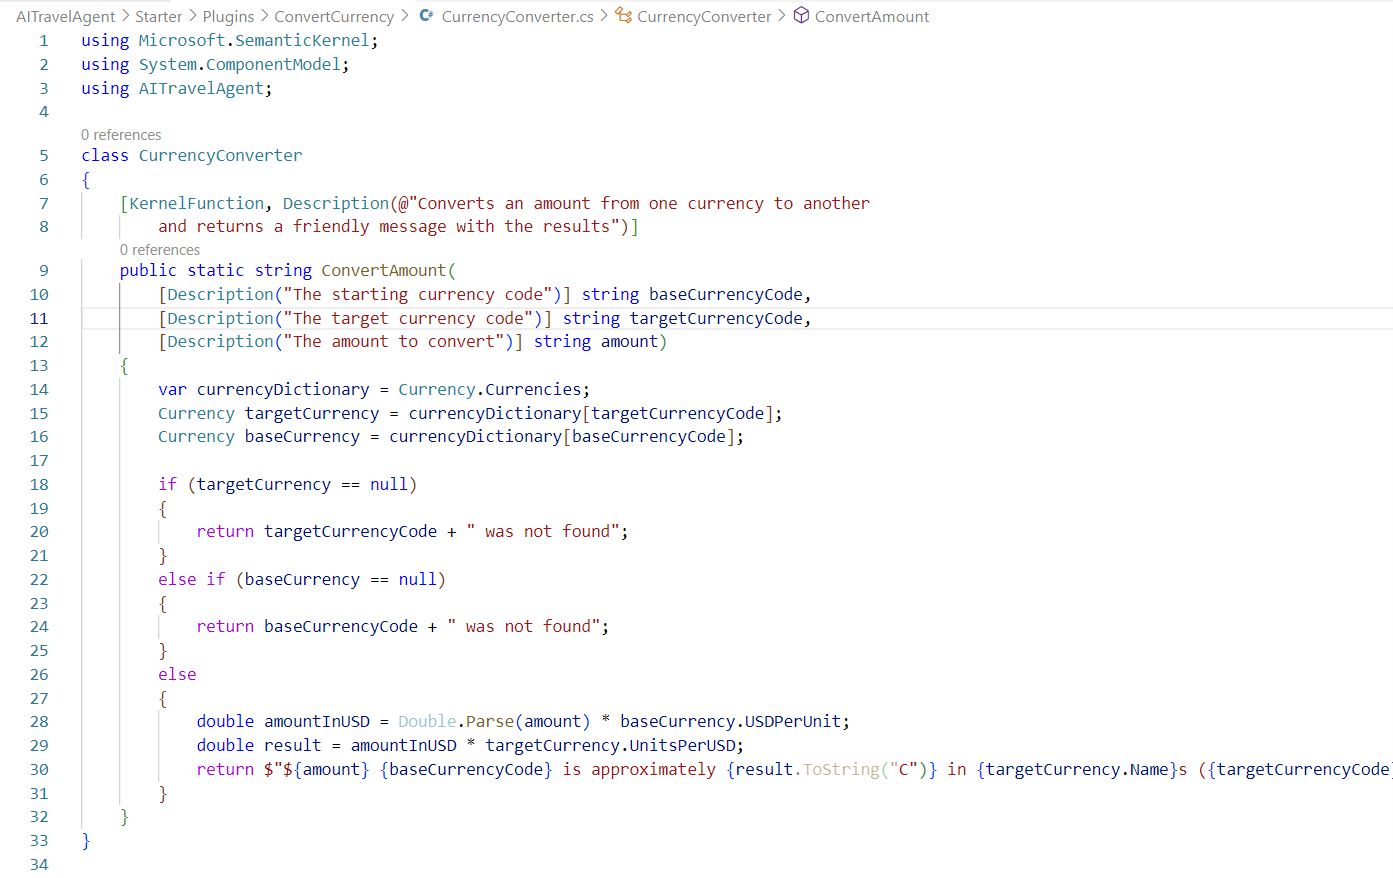 AITravelAgent > Starter > Plugins > ConvertCurrency > C# CurrencyConverter.cs > CurrencyConverter > ConvertAmount
1 using Microsoft.SemanticKernel;
2 using System.ComponentModel;
3 using AITravelAgent;
4
0 references
5 class CurrencyConverter
6 {
7 [KernelFunction, Description(@"Converts an amount from one currency to another
8 and returns a friendly message with the results")]
0 references
9 public static string ConvertAmount(
10 [Description("The starting currency code")] string baseCurrencyCode,
11 [Description("The target currency code")] string targetCurrencyCode,
12 [Description("The amount to convert")] string amount)
13 {
14 var currencyDictionary = Currency.Currencies;
15 Currency targetCurrency = currencyDictionary[targetCurrencyCode];
16 Currency baseCurrency = currencyDictionary[baseCurrencyCode];
17
18 if (targetCurrency == null)
19 {
20 return targetCurrencyCode + " was not found";
21 }
22 else if (baseCurrency == null)
23 {
24 return baseCurrencyCode + " was not found";
25 }
26 else
27 {
28 double amountInUSD = Double.Parse(amount) * baseCurrency.USDPerUnit;
29 double result = amountInUSD * targetCurrency.UnitsPerUSD;
30 return $"${amount} {baseCurrencyCode} is approximately {result.ToString("C")} in {targetCurrency.Name}s ({targetCurrencyCode}
31 }
32 }
33 }
34